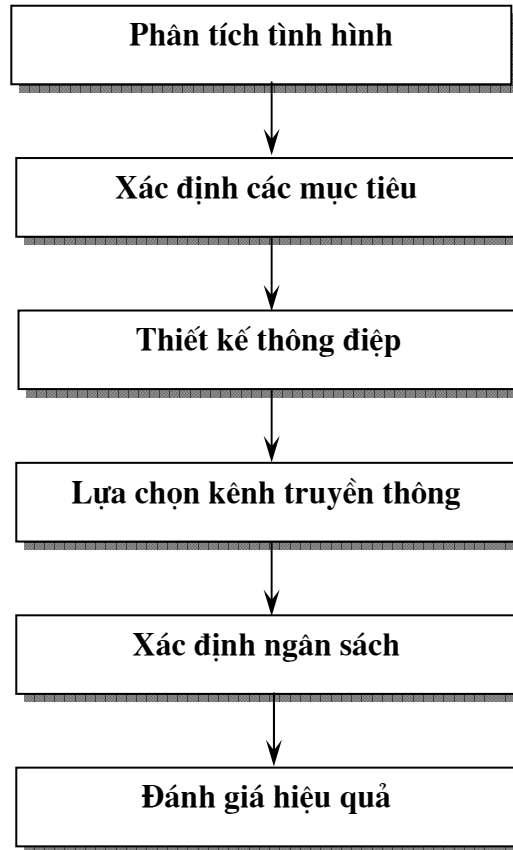 Phân tích tình hình
Xác định các mục tiêu
Thiết kế thông điệp
Lựa chọn kênh truyền thông
Xác định ngân sách
Đánh giá hiệu quả